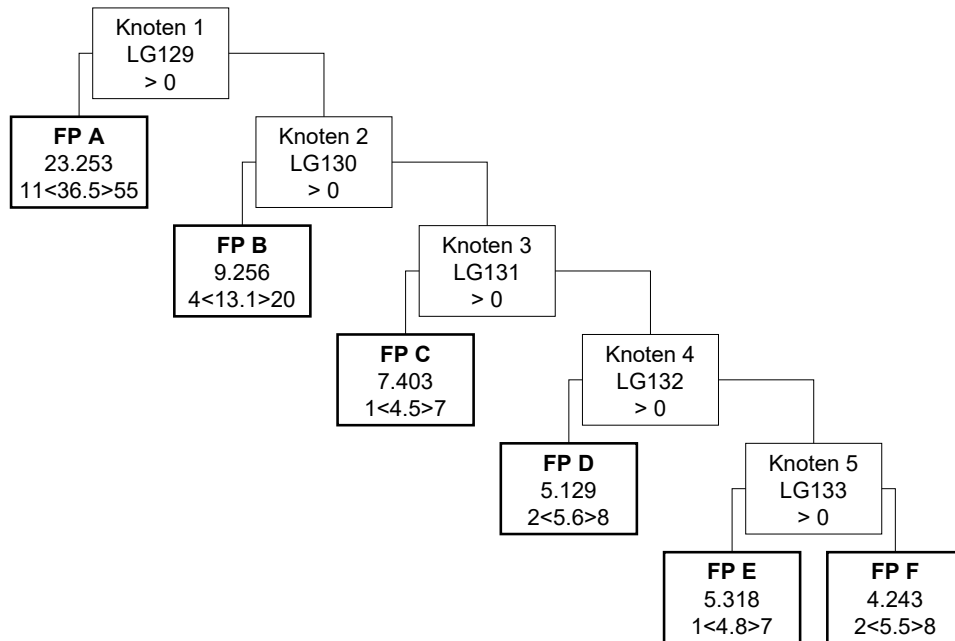 Knoten 1
LG129
> 0
FP A
23.253
11<36.5>55
Knoten 2
LG130
> 0
FP B
9.256
4<13.1>20
Knoten 3
LG131
> 0
FP C
7.403
1<4.5>7
Knoten 4
LG132
> 0
FP D
5.129
2<5.6>8
Knoten 5
LG133
> 0
FP E
5.318
1<4.8>7
FP F
4.243
2<5.5>8